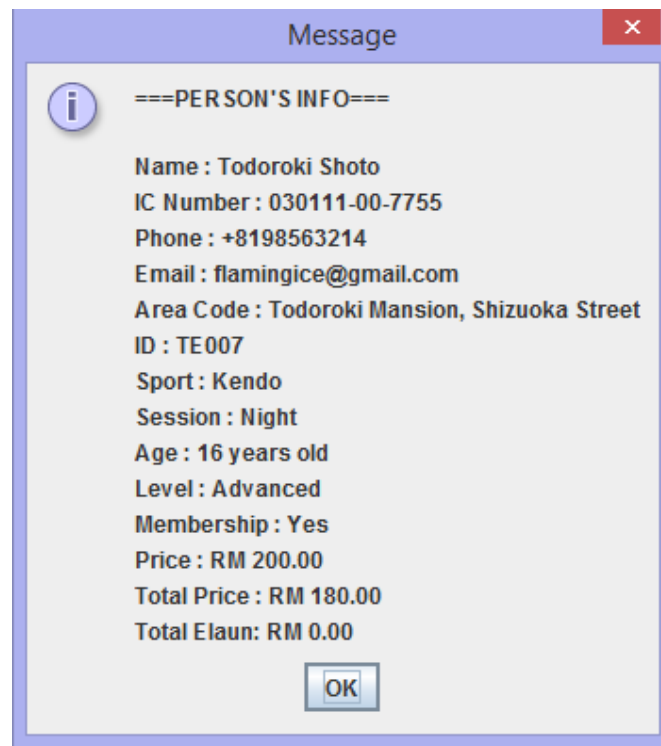 Message
===PERSON'S INFO===
Name : Todoroki Shoto
IC Number : 030111-00-7755
Phone : +8198563214
Email : flamingice@gmail.com
Area Code : Todoroki Mansion, Shizuoka Street
ID : TE007
Sport : Kendo
Session : Night
Age : 16 years old
Level : Advanced
Membership : Yes
Price : RM 200.00
Total Price : RM 180.00
Total Elaun: RM 0.00
OK